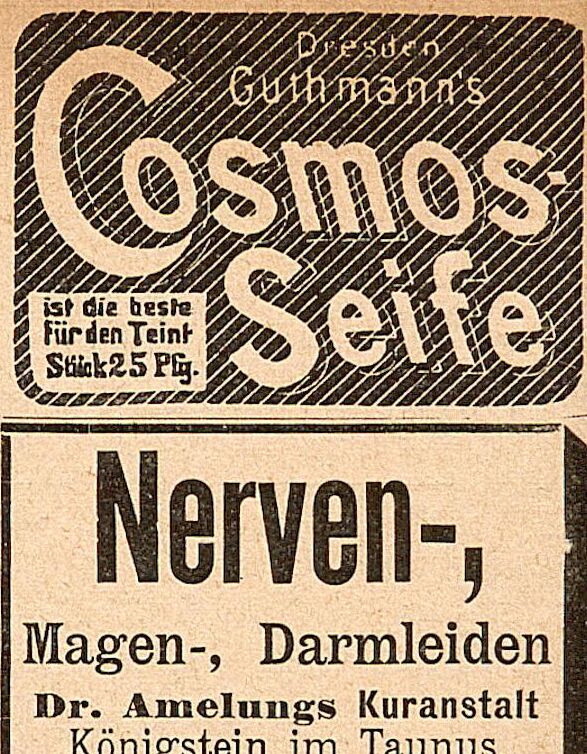 Dresden
Guthmann's
Cosmos-
Seife
ist die beste
für den Teint
Stück 25 Pfg.
Nerven-,
Magen-, Darmleiden
Dr. Amelungs Kuranstalt
Königstein im Taunus